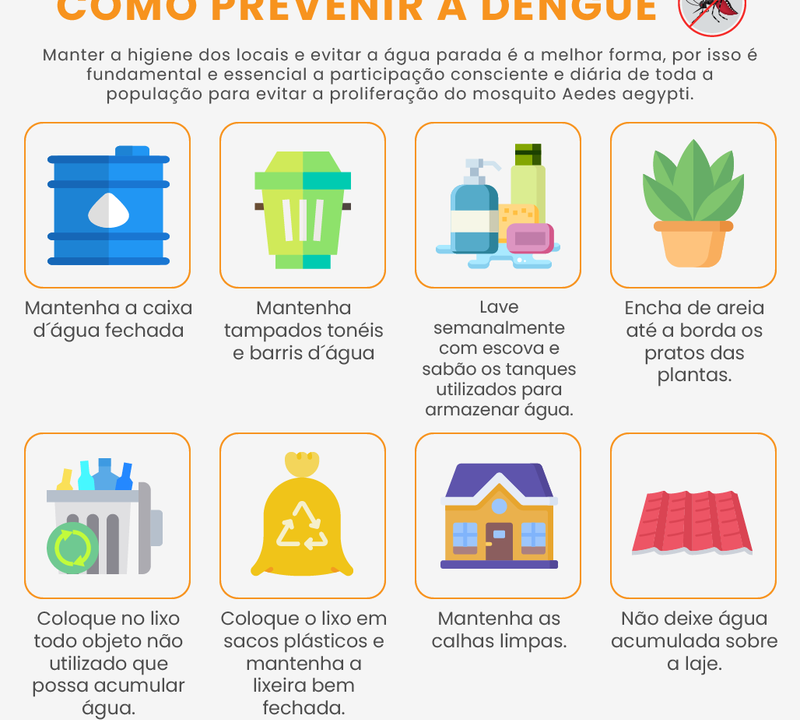 COMO PREVENIR A DENGUE
Manter a higiene dos locais e evitar a água parada é a melhor forma, por isso é
fundamental e essencial a participação consciente e diária de toda a
população para evitar a proliferação do mosquito Aedes aegypti.
Mantenha a caixa
d´água fechada
Mantenha
tampados tonéis
e barris d´água
Lave
semanalmente
com escova e
sabão os tanques
utilizados para
armazenar água.
Encha de areia
até a borda os
pratos das
plantas.
Coloque no lixo
todo objeto não
utilizado que
possa acumular
água.
Coloque o lixo em
sacos plásticos e
mantenha a
lixeira bem
fechada.
Mantenha as
calhas limpas.
Não deixe água
acumulada sobre
a laje.